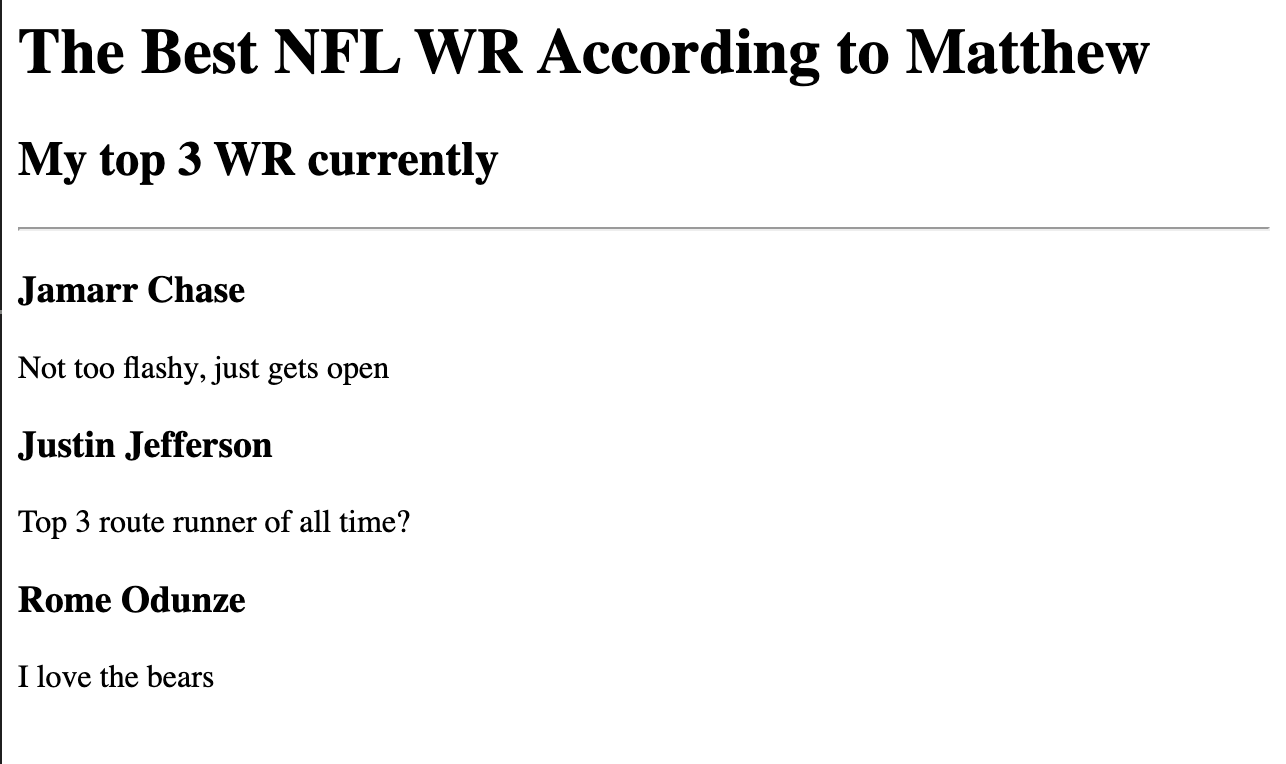 The Best NFL WR According to Matthew
My top 3 WR currently
Jamarr Chase
Not too flashy, just gets open
Justin Jefferson
Top 3 route runner of all time?
Rome Odunze
I love the bears